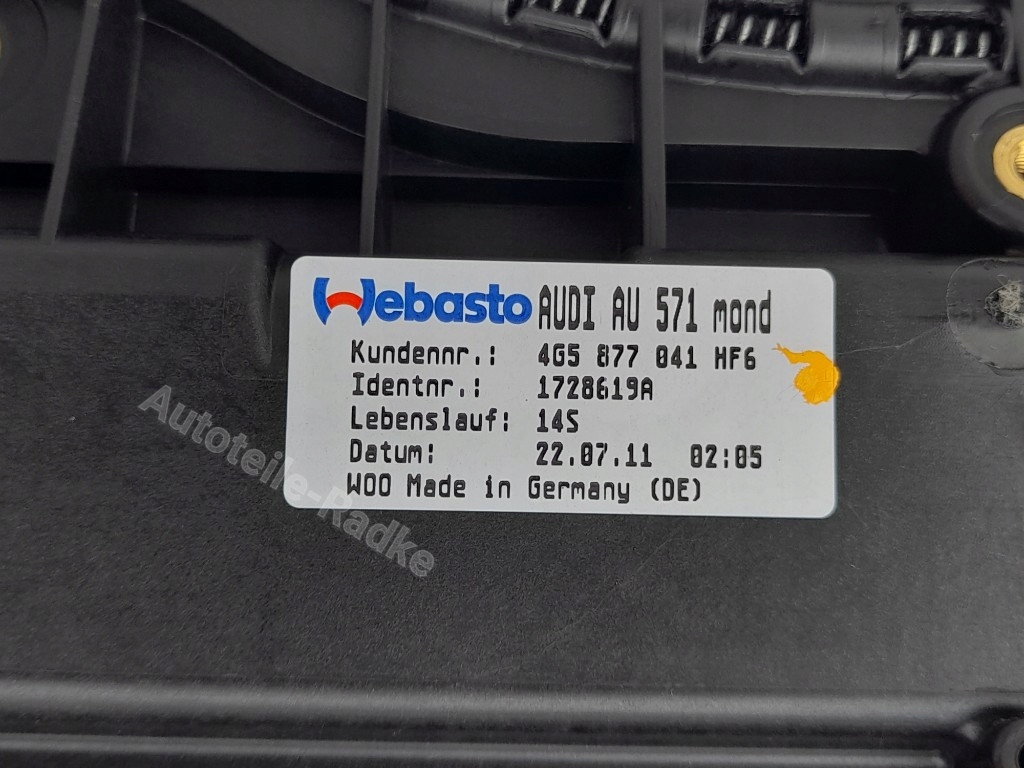 Webasto AUDI AU 571 mond
Kundennr.: 4G5 877 041 HF6
Identnr.: 1728619A
Lebenslauf: 14S
Datum: 22.07.11 02:05
WOO Made in Germany (DE)
Autoteile-Radke